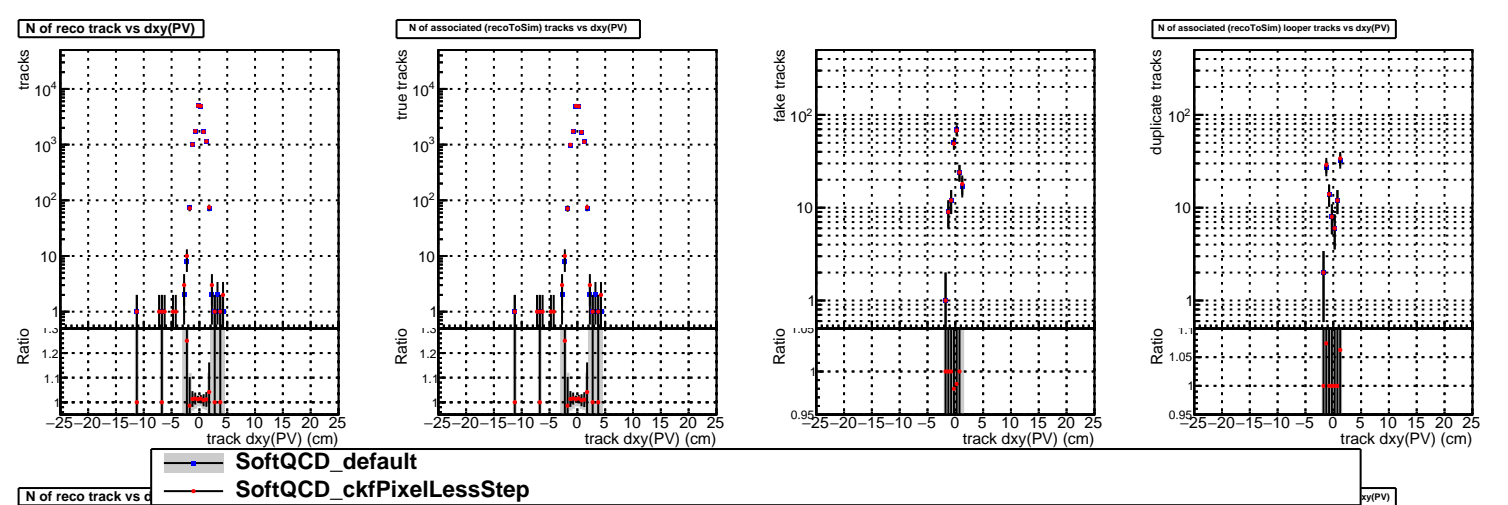 N of reco track vs dxy(PV)
N of associated (recoToSim) tracks vs dxy(PV)
N of associated (recoToSim) looper tracks vs dxy(PV)
tracks
10^4
10^3
10^2
10
1
Ratio
1.3
1.2
1.1
1
−25 −20 −15 −10 −5 0 5 10 15 20 25
track dxy(PV) (cm)
true tracks
10^4
10^3
10^2
10
1
Ratio
1.3
1.2
1.1
1
−25 −20 −15 −10 −5 0 5 10 15 20 25
track dxy(PV) (cm)
fake tracks
10^2
10
1
Ratio
1.05
1
0.95
−25 −20 −15 −10 −5 0 5 10 15 20 25
track dxy(PV) (cm)
duplicate tracks
10^2
10
1
Ratio
1.1
1.05
1
0.95
−25 −20 −15 −10 −5 0 5 10 15 20 25
track dxy(PV) (cm)
SoftQCD_default
SoftQCD_ckfPixelLessStep
N of reco track vs d
xy(PV)